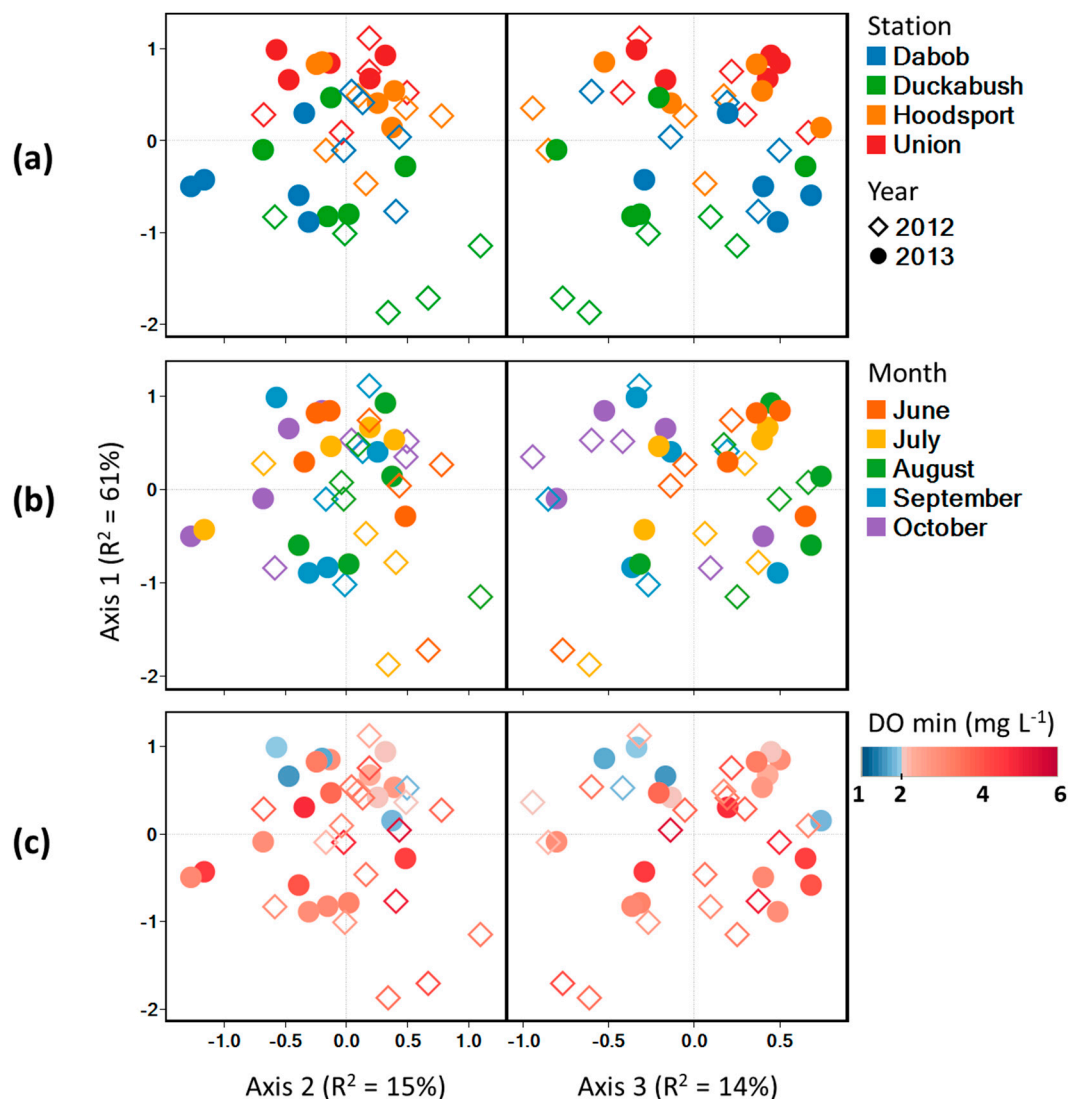 (a)
1
0
-1
-2
Station
Dabob
Duckabush
Hoodsport
Union
Year
2012
2013
(b)
1
0
-1
-2
Axis 1 (R² = 61%)
Month
June
July
August
September
October
(c)
1
0
-1
-2
DO min (mg L⁻¹)
1 2 4 6
-1.0 -0.5 0.0 0.5 1.0 -1.0 -0.5 0.0 0.5
Axis 2 (R² = 15%) Axis 3 (R² = 14%)